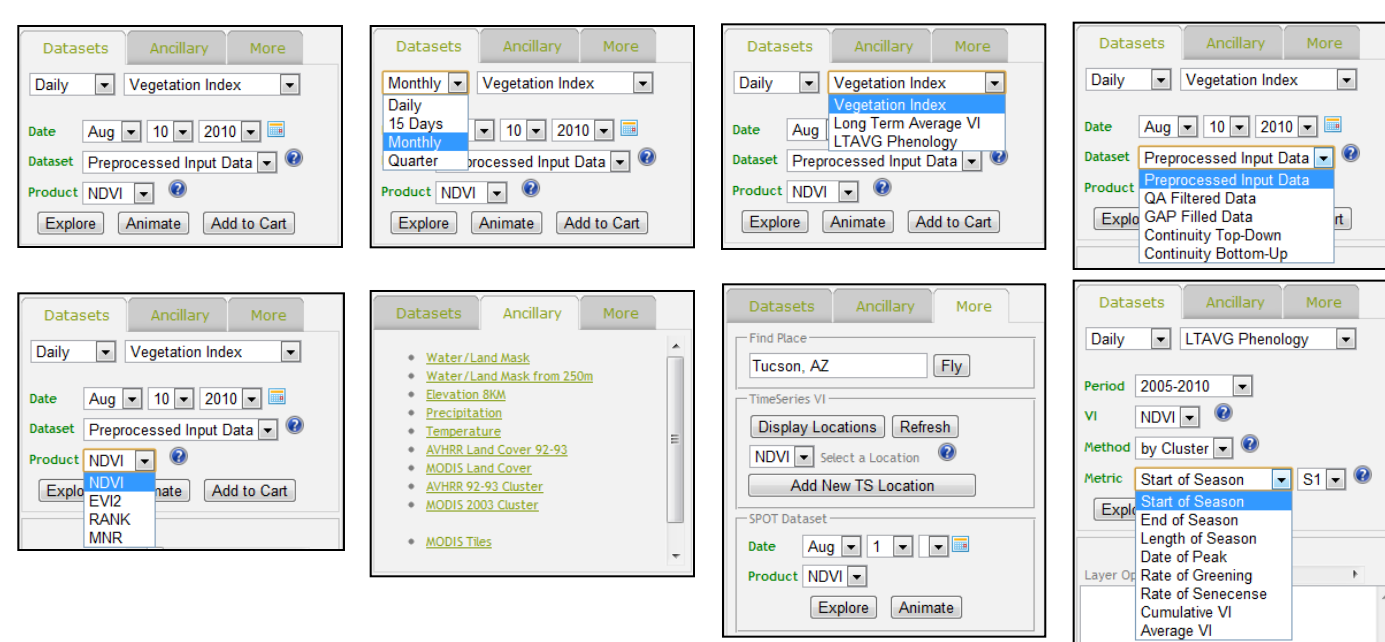 Datasets Ancillary More
Daily Vegetation Index
Date Aug 10 2010
Dataset Preprocessed Input Data ?
Product NDVI ?
Explore Animate Add to Cart
Datasets Ancillary More
Monthly Vegetation Index
Daily
15 Days
10 2010
Monthly
Quarter
rocessed Input Data ?
Product NDVI ?
Explore Animate Add to Cart
Datasets Ancillary More
Daily Vegetation Index
Vegetation Index
Long Term Average VI
LTAVG Phenology
Date Aug
Dataset Preprocessed Input Data
Product NDVI ?
Explore Animate Add to Cart
Datasets Ancillary More
Daily Vegetation Index
Date Aug 10 2010
Dataset Preprocessed Input Data ?
Preprocessed Input Data
Product
QA Filtered Data
GAP Filled Data
Explo rt
Continuity Top-Down
Continuity Bottom-Up
Datasets Ancillary More
Daily Vegetation Index
Date Aug 10 2010
Dataset Preprocessed Input Data ?
Product NDVI ?
NDVI
EVI2
Explo nate Add to Cart
RANK
MNR
Datasets Ancillary More
Water/Land Mask
Water/Land Mask from 250m
Elevation 8KM
Precipitation
Temperature
AVHRR Land Cover 92-93
MODIS Land Cover
AVHRR 92-93 Cluster
MODIS 2003 Cluster
MODIS Tiles
Datasets Ancillary More
Find Place
Tucson, AZ Fly
TimeSeries VI
Display Locations Refresh
NDVI Select a Location ?
Add New TS Location
SPOT Dataset
Date Aug 1
Product NDVI
Explore Animate
Datasets Ancillary More
Daily LTAVG Phenology
Period 2005-2010
VI NDVI ?
Method by Cluster ?
Metric Start of Season S1 ?
Start of Season
Explo
End of Season
Length of Season
Date of Peak
Layer Op Rate of Greening
Rate of Senecense
Cumulative VI
Average VI